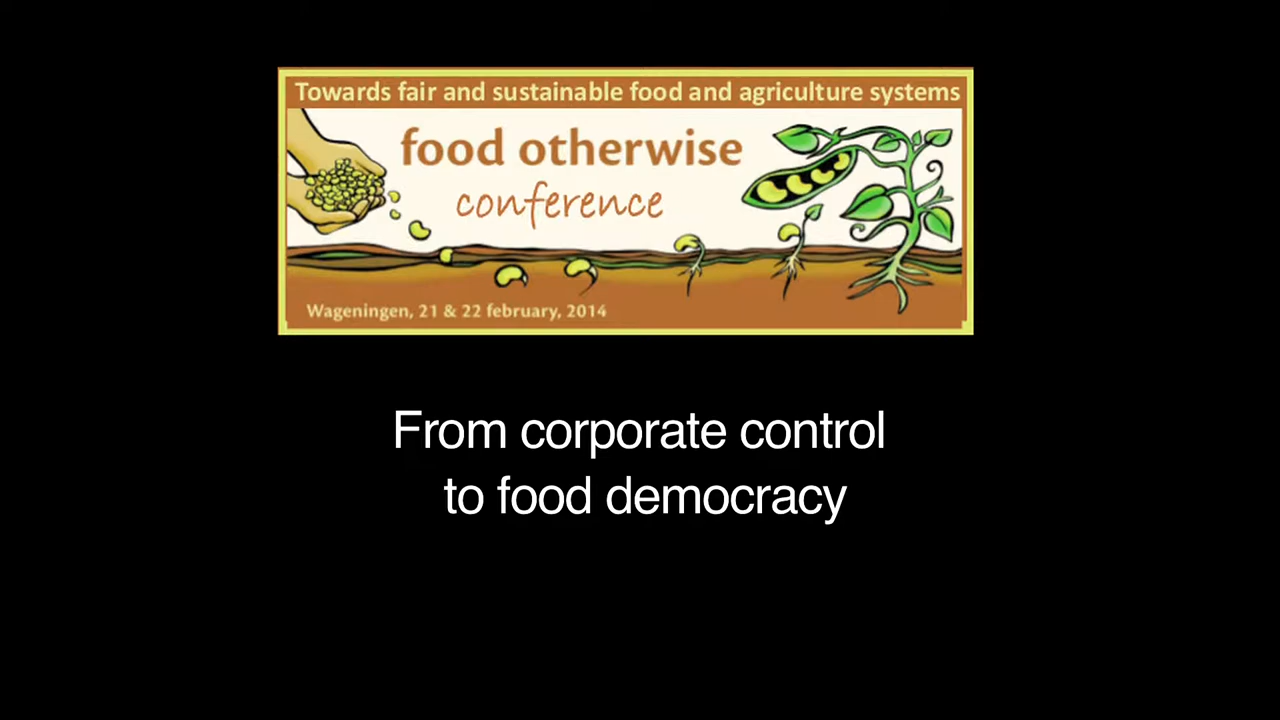 Towards fair and sustainable food and agriculture systems
food otherwise
conference
Wageningen, 21 & 22 february, 2014
From corporate control
to food democracy